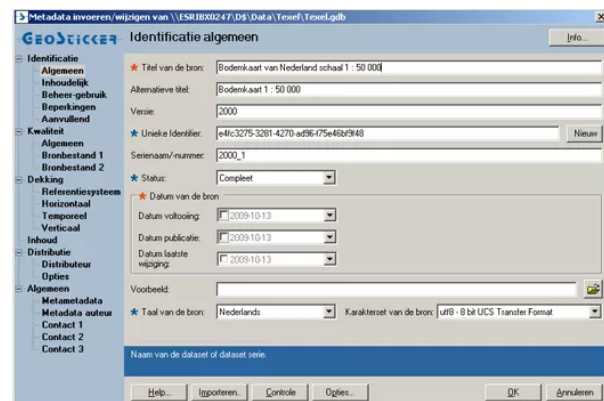 Metadata invoeren/wijzigen van \\ESRIBX0247\D$\Data\Texel\Texel.gdb
GEOSTICKER
Identificatie algemeen
Info...
Identificatie
Algemeen
Inhoudelijk
Beheer-gebruik
Beperkingen
Aanvullend
Kwaliteit
Algemeen
Bronbestand 1
Bronbestand 2
Dekking
Referentiesysteem
Horizontaal
Temporeel
Verticaal
Inhoud
Distributie
Distributeur
Opties
Algemeen
Metametadata
Metadata auteur
Contact 1
Contact 2
Contact 3
* Titel van de bron: Bodemkaart van Nederland schaal 1 : 50 000
Alternatieve titel: Bodemkaart 1 : 50 000
Versie: 2000
* Unieke Identifier: e4fc3275-3281-4270-ad96-f75e46bf9f48 Nieuw
Serienaam/-nummer: 2000_1
* Status: Compleet
* Datum van de bron
Datum voltooiing: 2009-10-13
Datum publicatie: 2009-10-13
Datum laatste
wijziging: 2009-10-13
Voorbeeld:
* Taal van de bron: Nederlands Karakterset van de bron: utf8 - 8 bit UCS Transfer Format
Naam van de dataset of dataset serie.
Help... Importeren.. Controle Opties... OK Annuleren